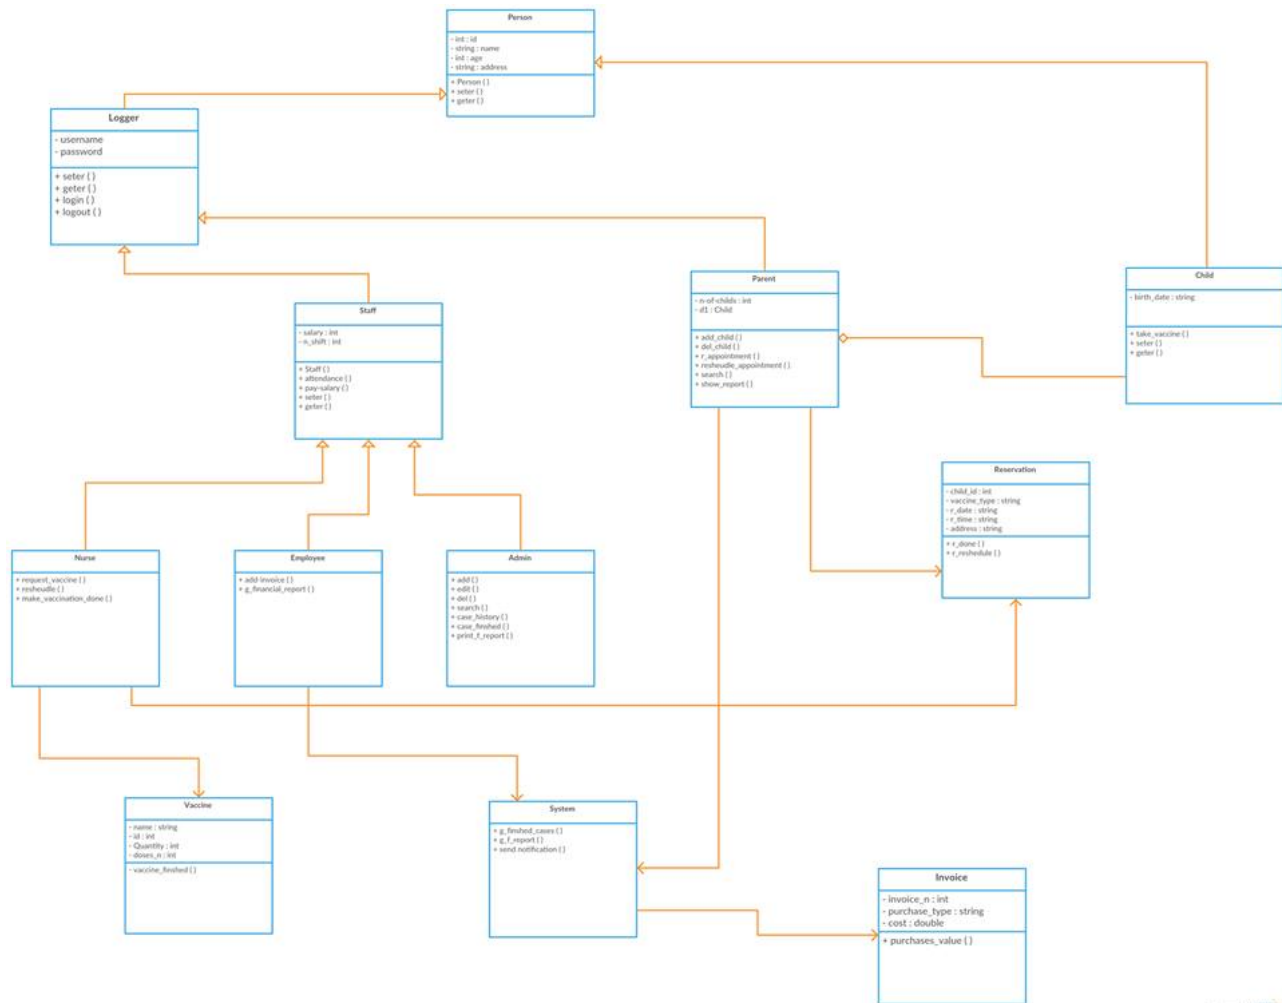 Person
- int : id
- string : name
- int : age
- string : address
+ Person ( )
+ seter ( )
+ geter ( )
Logger
- username
- password
+ seter ( )
+ geter ( )
+ login ( )
+ logout ( )
Parent
- n-of-childs : int
- d1 : Child
+ add_child ( )
+ del_child ( )
+ r_appointment ( )
+ resheudle_appointment ( )
+ search ( )
+ show_report ( )
Child
- birth_date : string
+ take_vaccine ( )
+ seter ( )
+ geter ( )
Staff
- salary : int
- n_shift : int
+ Staff ( )
+ attendance ( )
+ pay-salary ( )
+ seter ( )
+ geter ( )
Reservation
- child_id : int
- vaccine_type : string
- r_date : string
- r_time : string
- address : string
+ r_done ( )
+ r_reshedule ( )
Nurse
+ request_vaccine ( )
+ resheudle ( )
+ make_vaccination_done ( )
Employee
+ add invoice ( )
+ g_financial_report ( )
Admin
+ add ( )
+ edit ( )
+ del ( )
+ search ( )
+ case_history ( )
+ case_finshed ( )
+ print_f_report ( )
Vaccine
- name : string
- id : int
- Quantity : int
- doses_n : int
- vaccine_finshed ( )
System
+ g_finshed_cases ( )
+ g_f_report ( )
+ send notification ( )
Invoice
- invoice_n : int
- purchase_type : string
- cost : double
+ purchases_value ( )